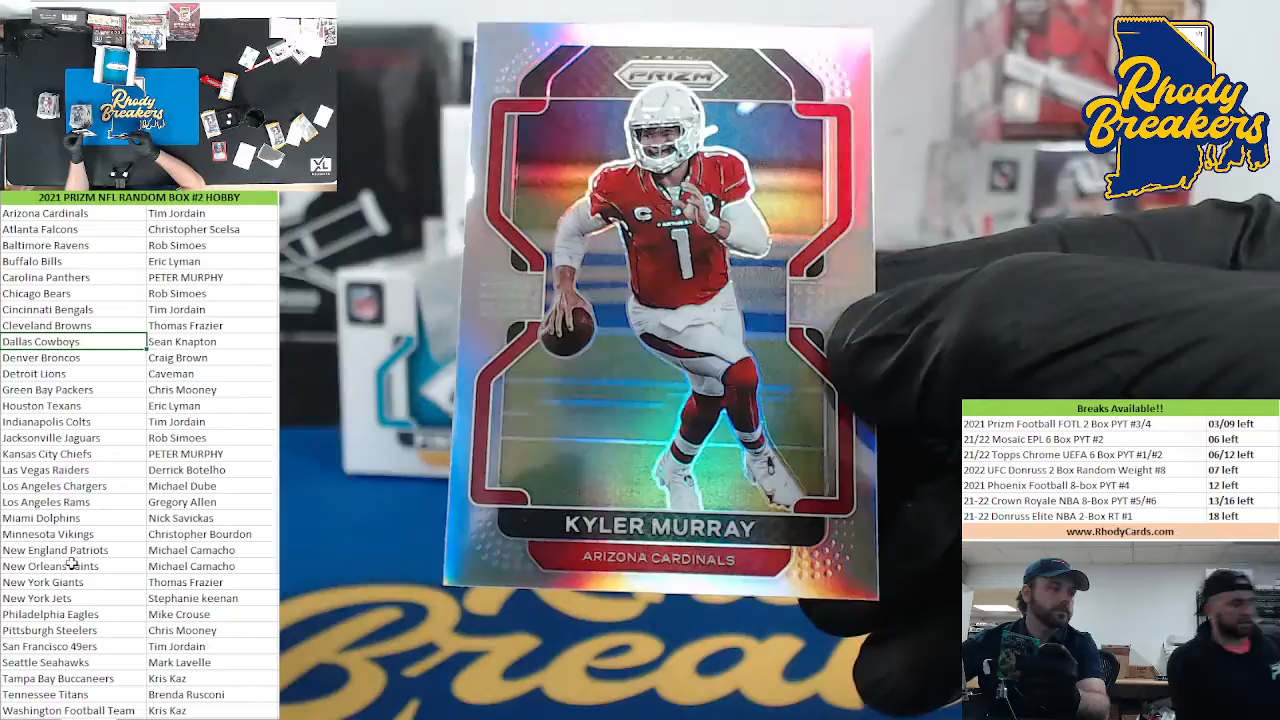 Rhody
Breakers
XL
2021 PRIZM NFL RANDOM BOX #2 HOBBY
Arizona Cardinals Tim Jordain
Atlanta Falcons Christopher Scelsa
Baltimore Ravens Rob Simoes
Buffalo Bills Eric Lyman
Carolina Panthers PETER MURPHY
Chicago Bears Rob Simoes
Cincinnati Bengals Tim Jordain
Cleveland Browns Thomas Frazier
Dallas Cowboys Sean Knapton
Denver Broncos Craig Brown
Detroit Lions Caveman
Green Bay Packers Chris Mooney
Houston Texans Eric Lyman
Indianapolis Colts Tim Jordain
Jacksonville Jaguars Rob Simoes
Kansas City Chiefs PETER MURPHY
Las Vegas Raiders Derrick Botelho
Los Angeles Chargers Michael Dube
Los Angeles Rams Gregory Allen
Miami Dolphins Nick Savickas
Minnesota Vikings Christopher Bourdon
New England Patriots Michael Camacho
New Orleans Saints Michael Camacho
New York Giants Thomas Frazier
New York Jets Stephanie keenan
Philadelphia Eagles Mike Crouse
Pittsburgh Steelers Chris Mooney
San Francisco 49ers Tim Jordain
Seattle Seahawks Mark Lavelle
Tampa Bay Buccaneers Kris Kaz
Tennessee Titans Brenda Rusconi
Washington Football Team Kris Kaz
PRIZM
C
1
KYLER MURRAY
ARIZONA CARDINALS
Brea
Rhody
Breakers
Breaks Available!!
2021 Prizm Football FOTL 2 Box PYT #3/4 03/09 left
21/22 Mosaic EPL 6 Box PYT #2 06 left
21/22 Topps Chrome UEFA 6 Box PYT #1/#2 06/12 left
2022 UFC Donruss 2 Box Random Weight #8 07 left
2021 Phoenix Football 8-box PYT #4 12 left
21-22 Crown Royale NBA 8-Box PYT #5/#6 13/16 left
21-22 Donruss Elite NBA 2-Box RT #1 18 left
www.RhodyCards.com